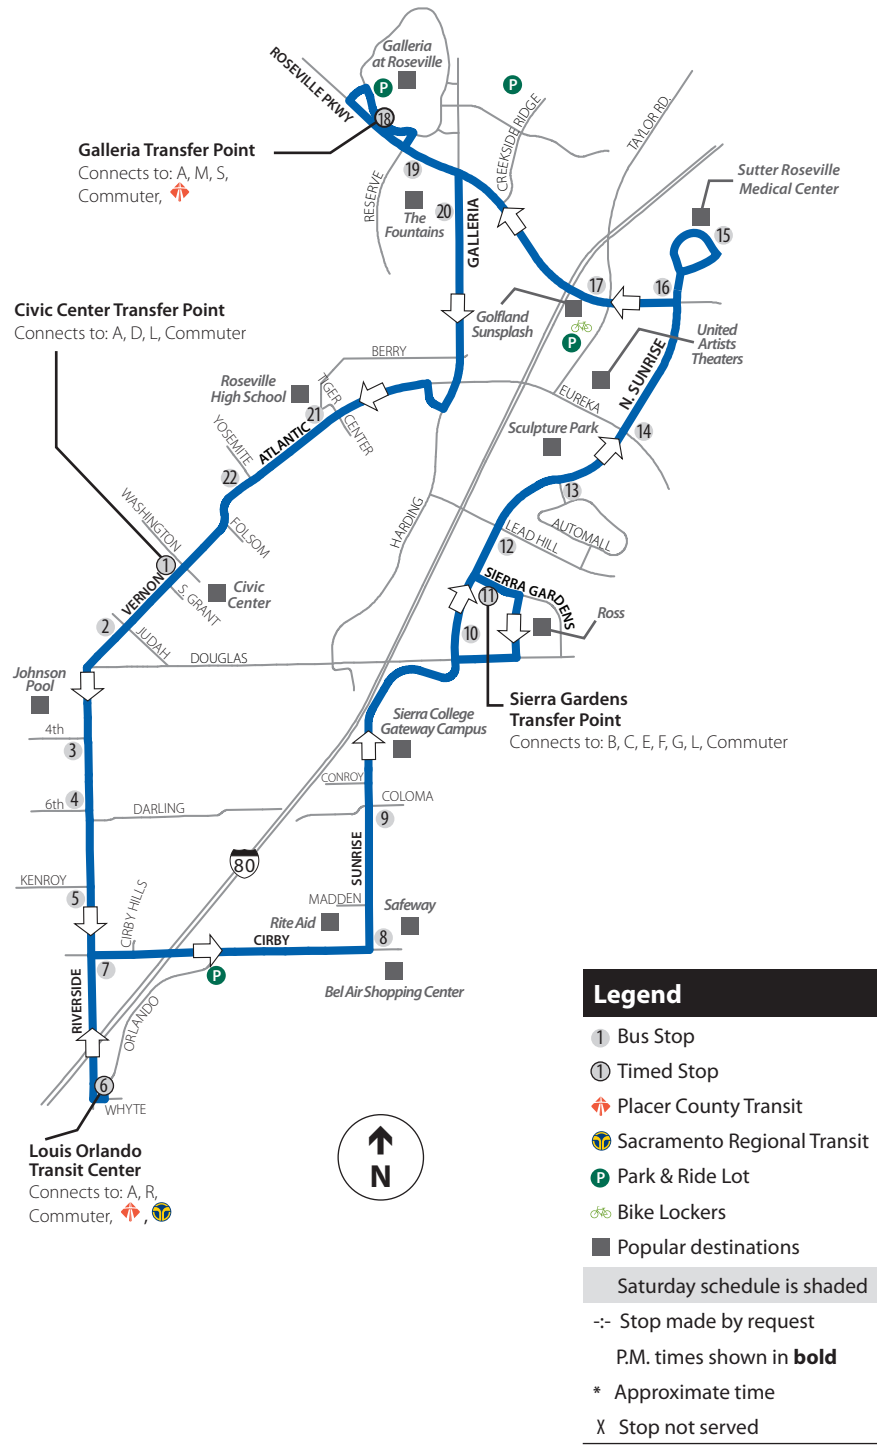 Galleria
at Roseville
P
P
ROSEVILLE PKWY
18
Galleria Transfer Point
Connects to: A, M, S,
Commuter,
19
RESERVE
The
Fountains
20
GALLERIA
CREEKSIDE RIDGE
TAYLOR RD.
Sutter Roseville
Medical Center
15
16
17
Golfland
Sunsplash
P
United
Artists
Theaters
N. SUNRISE
Civic Center Transfer Point
Connects to: A, D, L, Commuter
BERRY
Roseville
High School
TIGER
CENTER
21
ATLANTIC
YOSEMITE
22
EUREKA
14
Sculpture Park
13
AUTOMALL
LEAD HILL
12
HARDING
WASHINGTON
FOLSOM
1
VERNON
S. GRANT
Civic
Center
2
JUDAH
SIERRA GARDENS
11
10
Ross
DOUGLAS
Johnson
Pool
Sierra Gardens
Transfer Point
Connects to: B, C, E, F, G, L, Commuter
Sierra College
Gateway Campus
4th
3
CONROY
4
6th
DARLING
COLOMA
9
80
SUNRISE
KENROY
5
CIRBY HILLS
MADDEN
Rite Aid
Safeway
CIRBY
8
7
P
Bel Air Shopping Center
RIVERSIDE
ORLANDO
6
WHYTE
Louis Orlando
Transit Center
Connects to: A, R,
Commuter, ,
N
Legend
1 Bus Stop
1 Timed Stop
Placer County Transit
Sacramento Regional Transit
P Park & Ride Lot
Bike Lockers
Popular destinations
Saturday schedule is shaded
-:- Stop made by request
P.M. times shown in bold
* Approximate time
X Stop not served